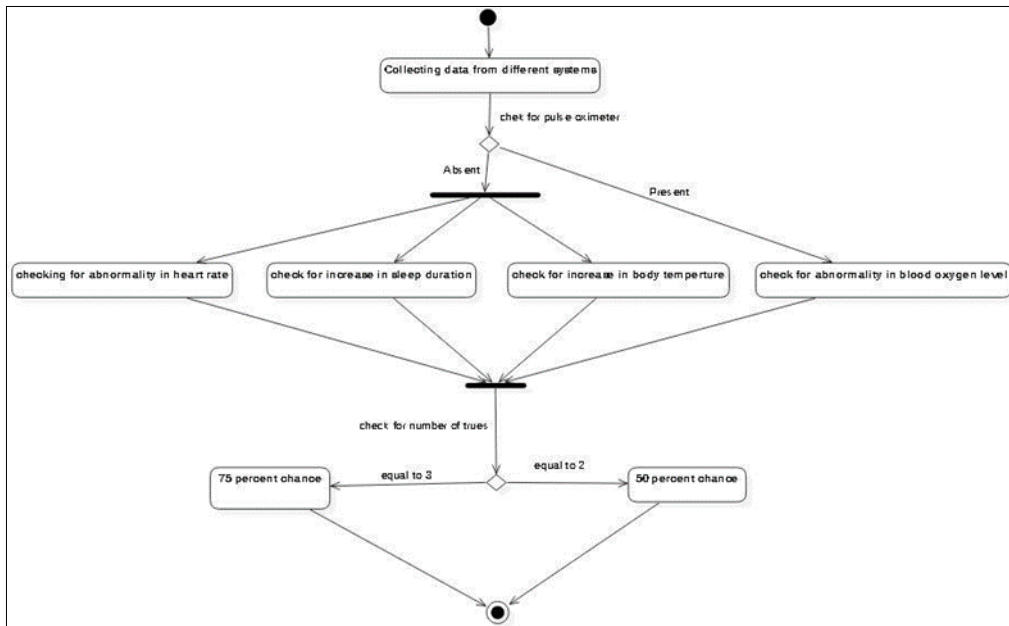 Collecting data from different systems
chek for pulse oximeter
Absent
Present
checking for abnormality in heart rate
check for increase in sleep duration
check for increase in body temperture
check for abnormality in blood oxygen level
check for number of trues
equal to 3
equal to 2
75 percent chance
50 percent chance